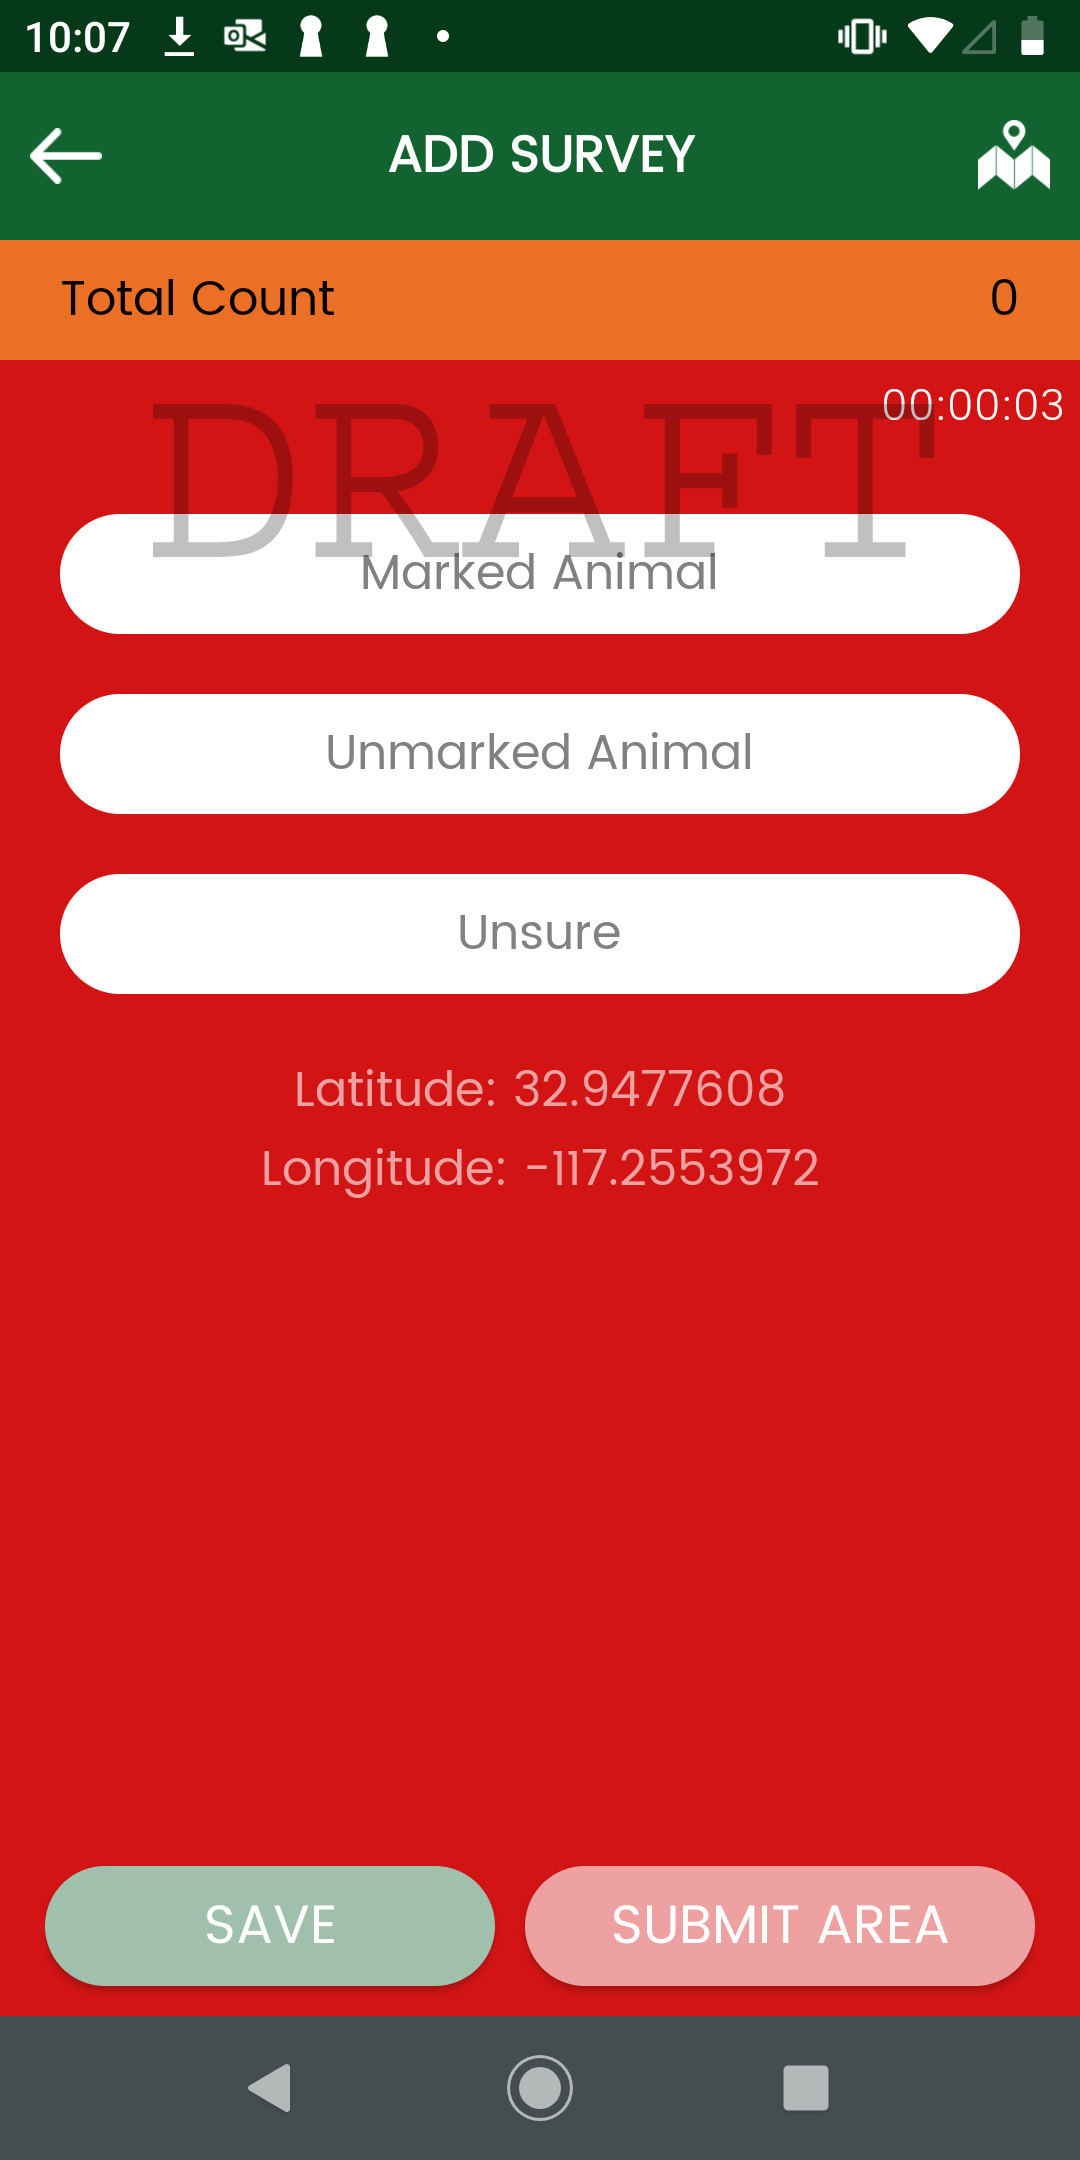 10:07
ADD SURVEY
Total Count 0
00:00:03
DRAFT
Marked Animal
Unmarked Animal
Unsure
Latitude: 32.9477608
Longitude: -117.2553972
SAVE SUBMIT AREA